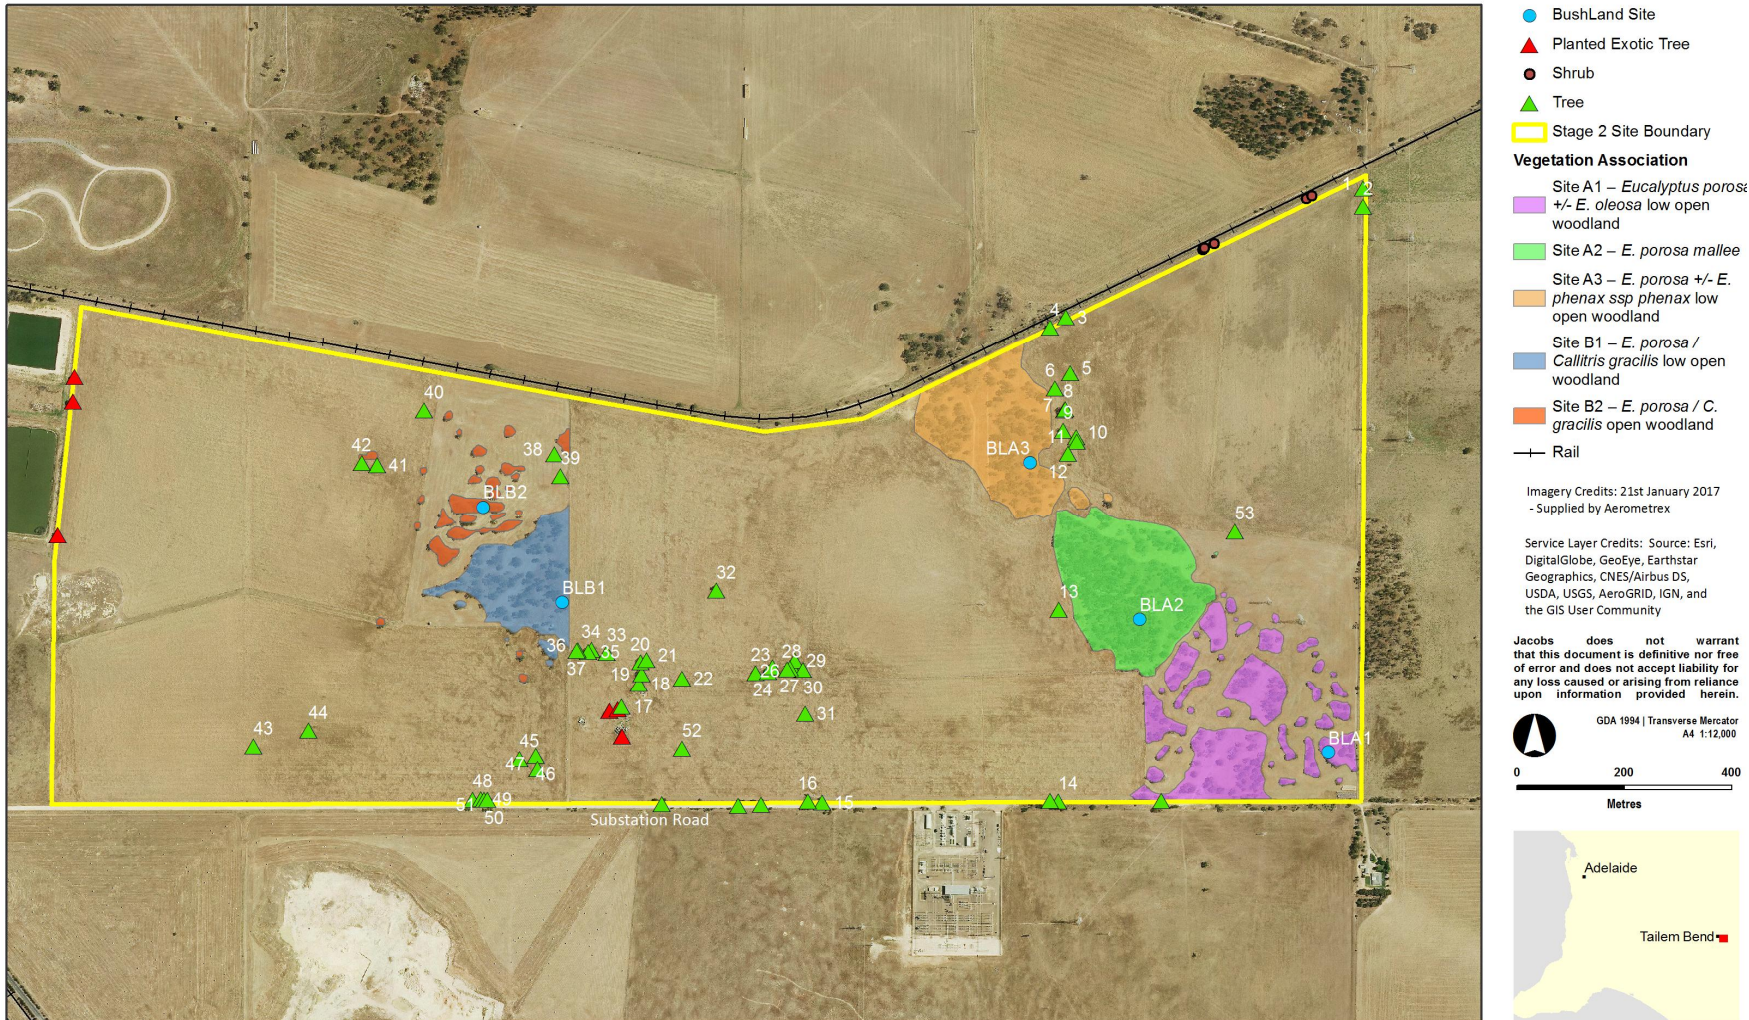 BushLand Site
Planted Exotic Tree
Shrub
Tree
Stage 2 Site Boundary
Vegetation Association
Site A1 – Eucalyptus porosa
+/- E. oleosa low open
woodland
Site A2 – E. porosa mallee
Site A3 – E. porosa +/- E.
phenax ssp phenax low
open woodland
Site B1 – E. porosa /
Callitris gracilis low open
woodland
Site B2 – E. porosa / C.
gracilis open woodland
Rail
Imagery Credits: 21st January 2017
- Supplied by Aerometrex
Service Layer Credits: Source: Esri,
DigitalGlobe, GeoEye, Earthstar
Geographics, CNES/Airbus DS,
USDA, USGS, AeroGRID, IGN, and
the GIS User Community
Jacobs does not warrant
that this document is definitive nor free
of error and does not accept liability for
any loss caused or arising from reliance
upon information provided herein.
GDA 1994 | Transverse Mercator
A4 1:12,000
0 200 400
Metres
Adelaide
Tailem Bend
1
2
4
3
5
6
8
7
9
10
11
12
BLA3
40
42
41
38
39
BLB2
53
32
BLB1
13
BLA2
34
33
36
35
37
20
21
19
18
22
23
26
24
28
29
27
30
17
31
52
43
44
45
47
46
48
49
51
50
16
15
14
BLA1
Substation Road